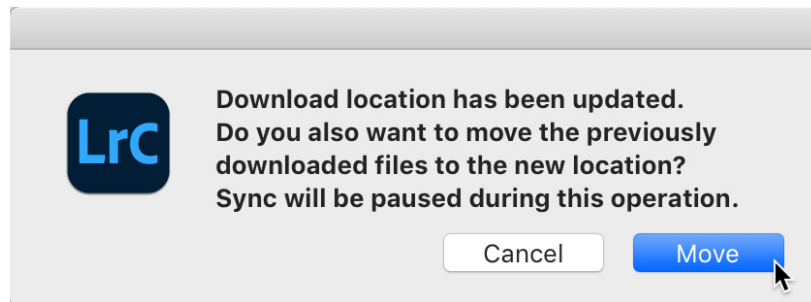 LrC
Download location has been updated.
Do you also want to move the previously
downloaded files to the new location?
Sync will be paused during this operation.
Cancel
Move